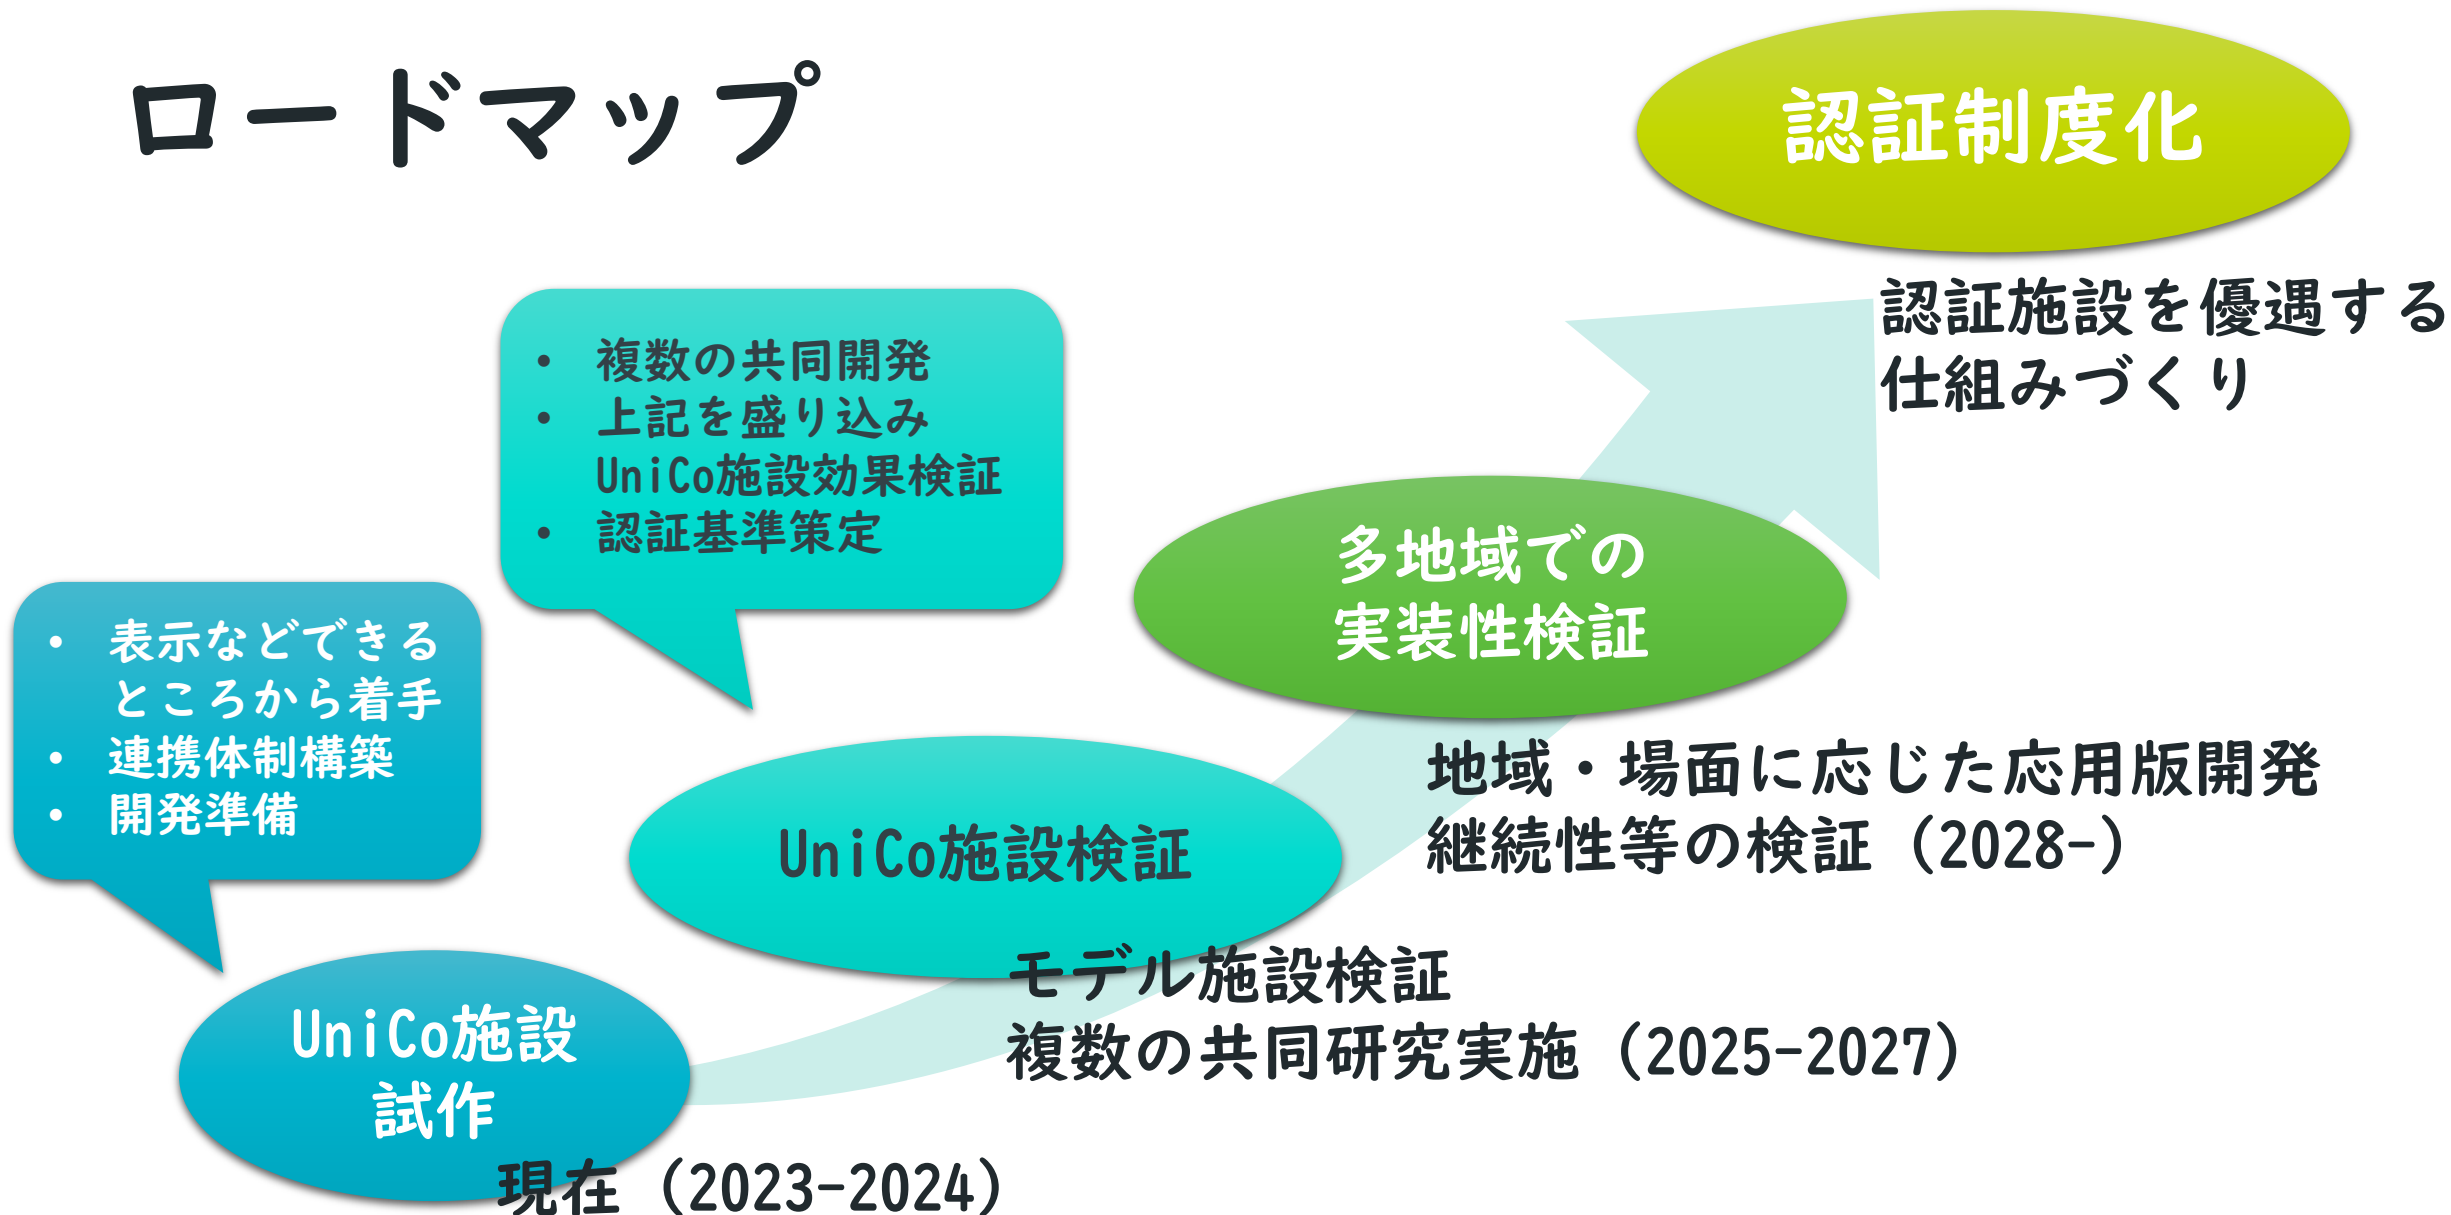 ロードマップ
認証制度化
認証施設を優遇する
仕組みづくり
• 複数の共同開発
• 上記を盛り込み
UniCo施設効果検証
• 認証基準策定
多地域での
実装性検証
• 表示などできる
ところから着手
• 連携体制構築
• 開発準備
地域・場面に応じた応用版開発
継続性等の検証（2028-）
UniCo施設検証
モデル施設検証
複数の共同研究実施（2025-2027）
UniCo施設
試作
現在（2023-2024）